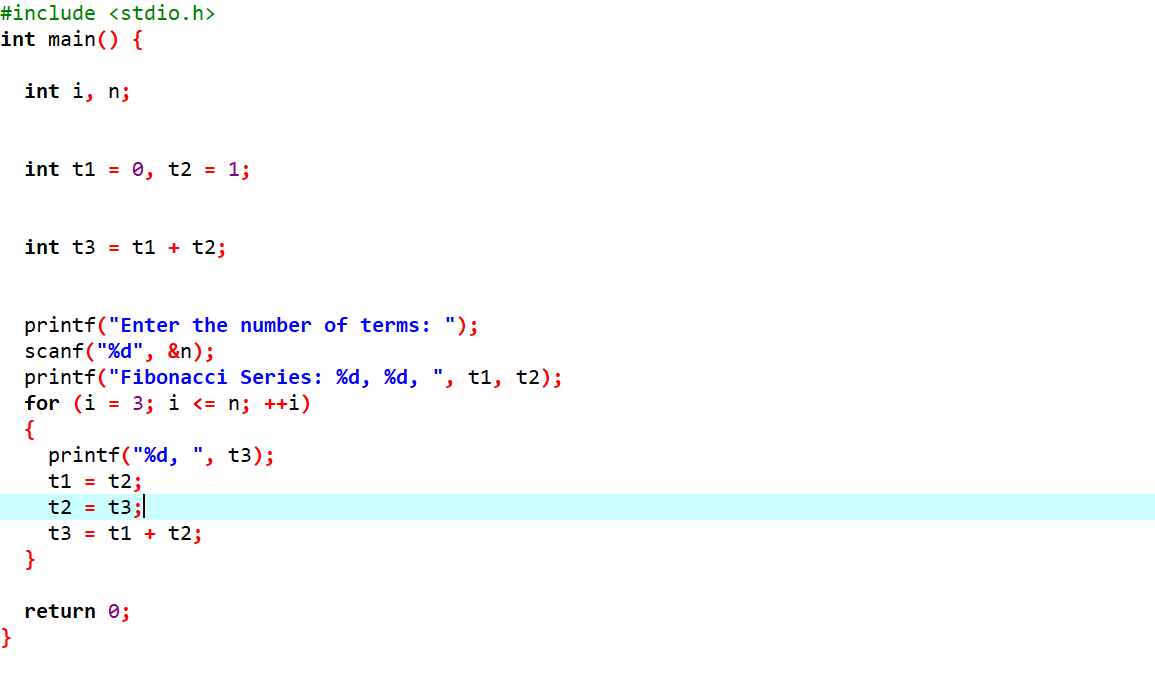 #include <stdio.h>
int main() {
int i, n;
int t1 = 0, t2 = 1;
int t3 = t1 + t2;
printf("Enter the number of terms: ");
scanf("%d", &n);
printf("Fibonacci Series: %d, %d, ", t1, t2);
for (i = 3; i <= n; ++i)
{
printf("%d, ", t3);
t1 = t2;
t2 = t3;
t3 = t1 + t2;
}
return 0;
}